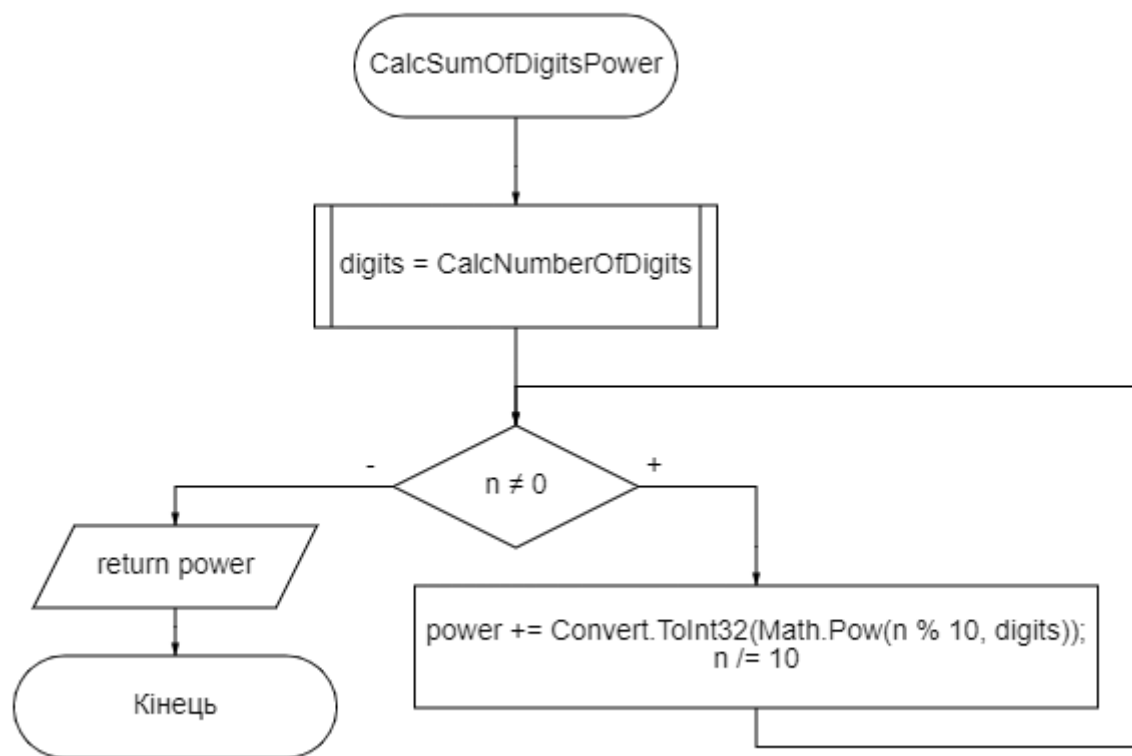 CalcSumOfDigitsPower
digits = CalcNumberOfDigits
n ≠ 0
-
+
return power
power += Convert.ToInt32(Math.Pow(n % 10, digits));
n /= 10
Кінець